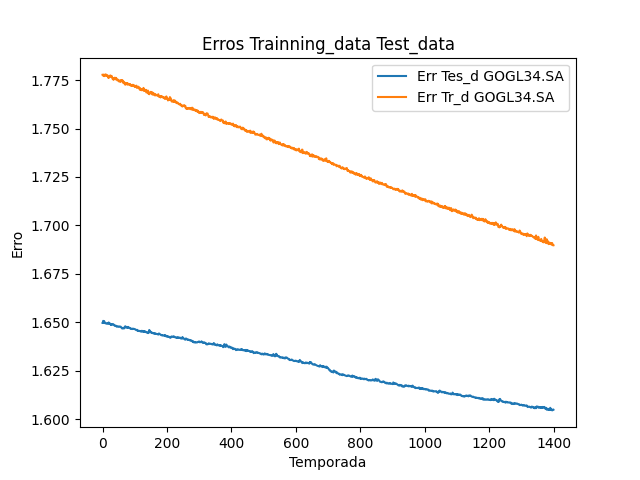 Erros Trainning_data Test_data
Err Tes_d GOGL34.SA
Err Tr_d GOGL34.SA
1.775
1.750
1.725
1.700
1.675
1.650
1.625
1.600
Erro
0 200 400 600 800 1000 1200 1400
Temporada